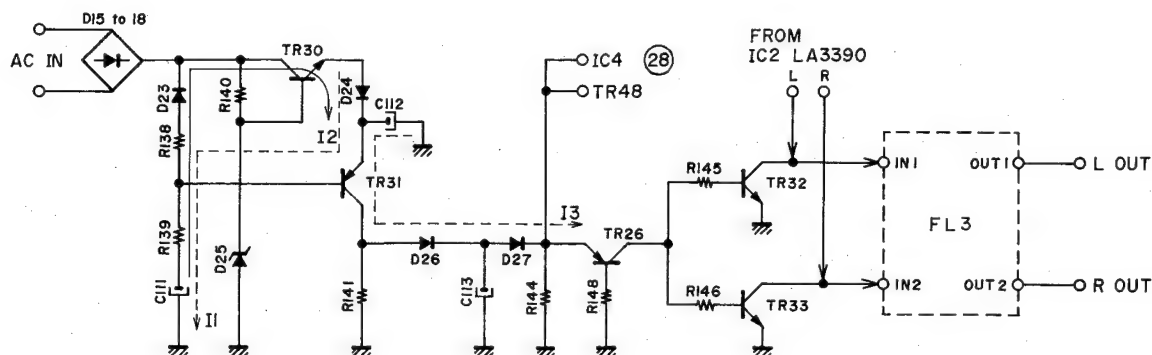 D15 to 18
AC IN
TR30
D23
R140
D24
C112
R138
I2
TR31
R139
D25
C111
I1
R141
D26
C113
D27
I3
R144
R148
TR26
IC4 28
TR48
R145
R146
TR32
TR33
FROM
IC2 LA3390
L R
IN1 OUT1 L OUT
FL3
IN2 OUT2 R OUT